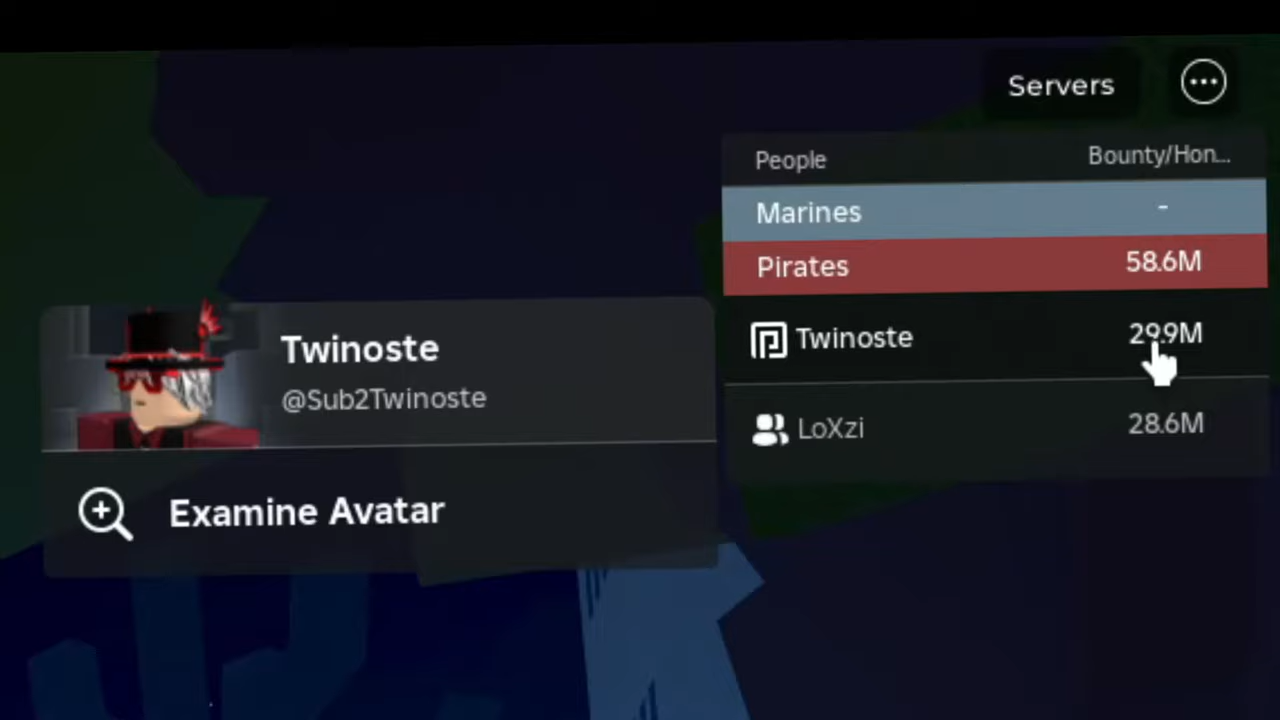 Servers
People Bounty/Hon...
Marines -
Pirates 58.6M
Twinoste 29.9M
LoXzi 28.6M
Twinoste
@Sub2Twinoste
Examine Avatar